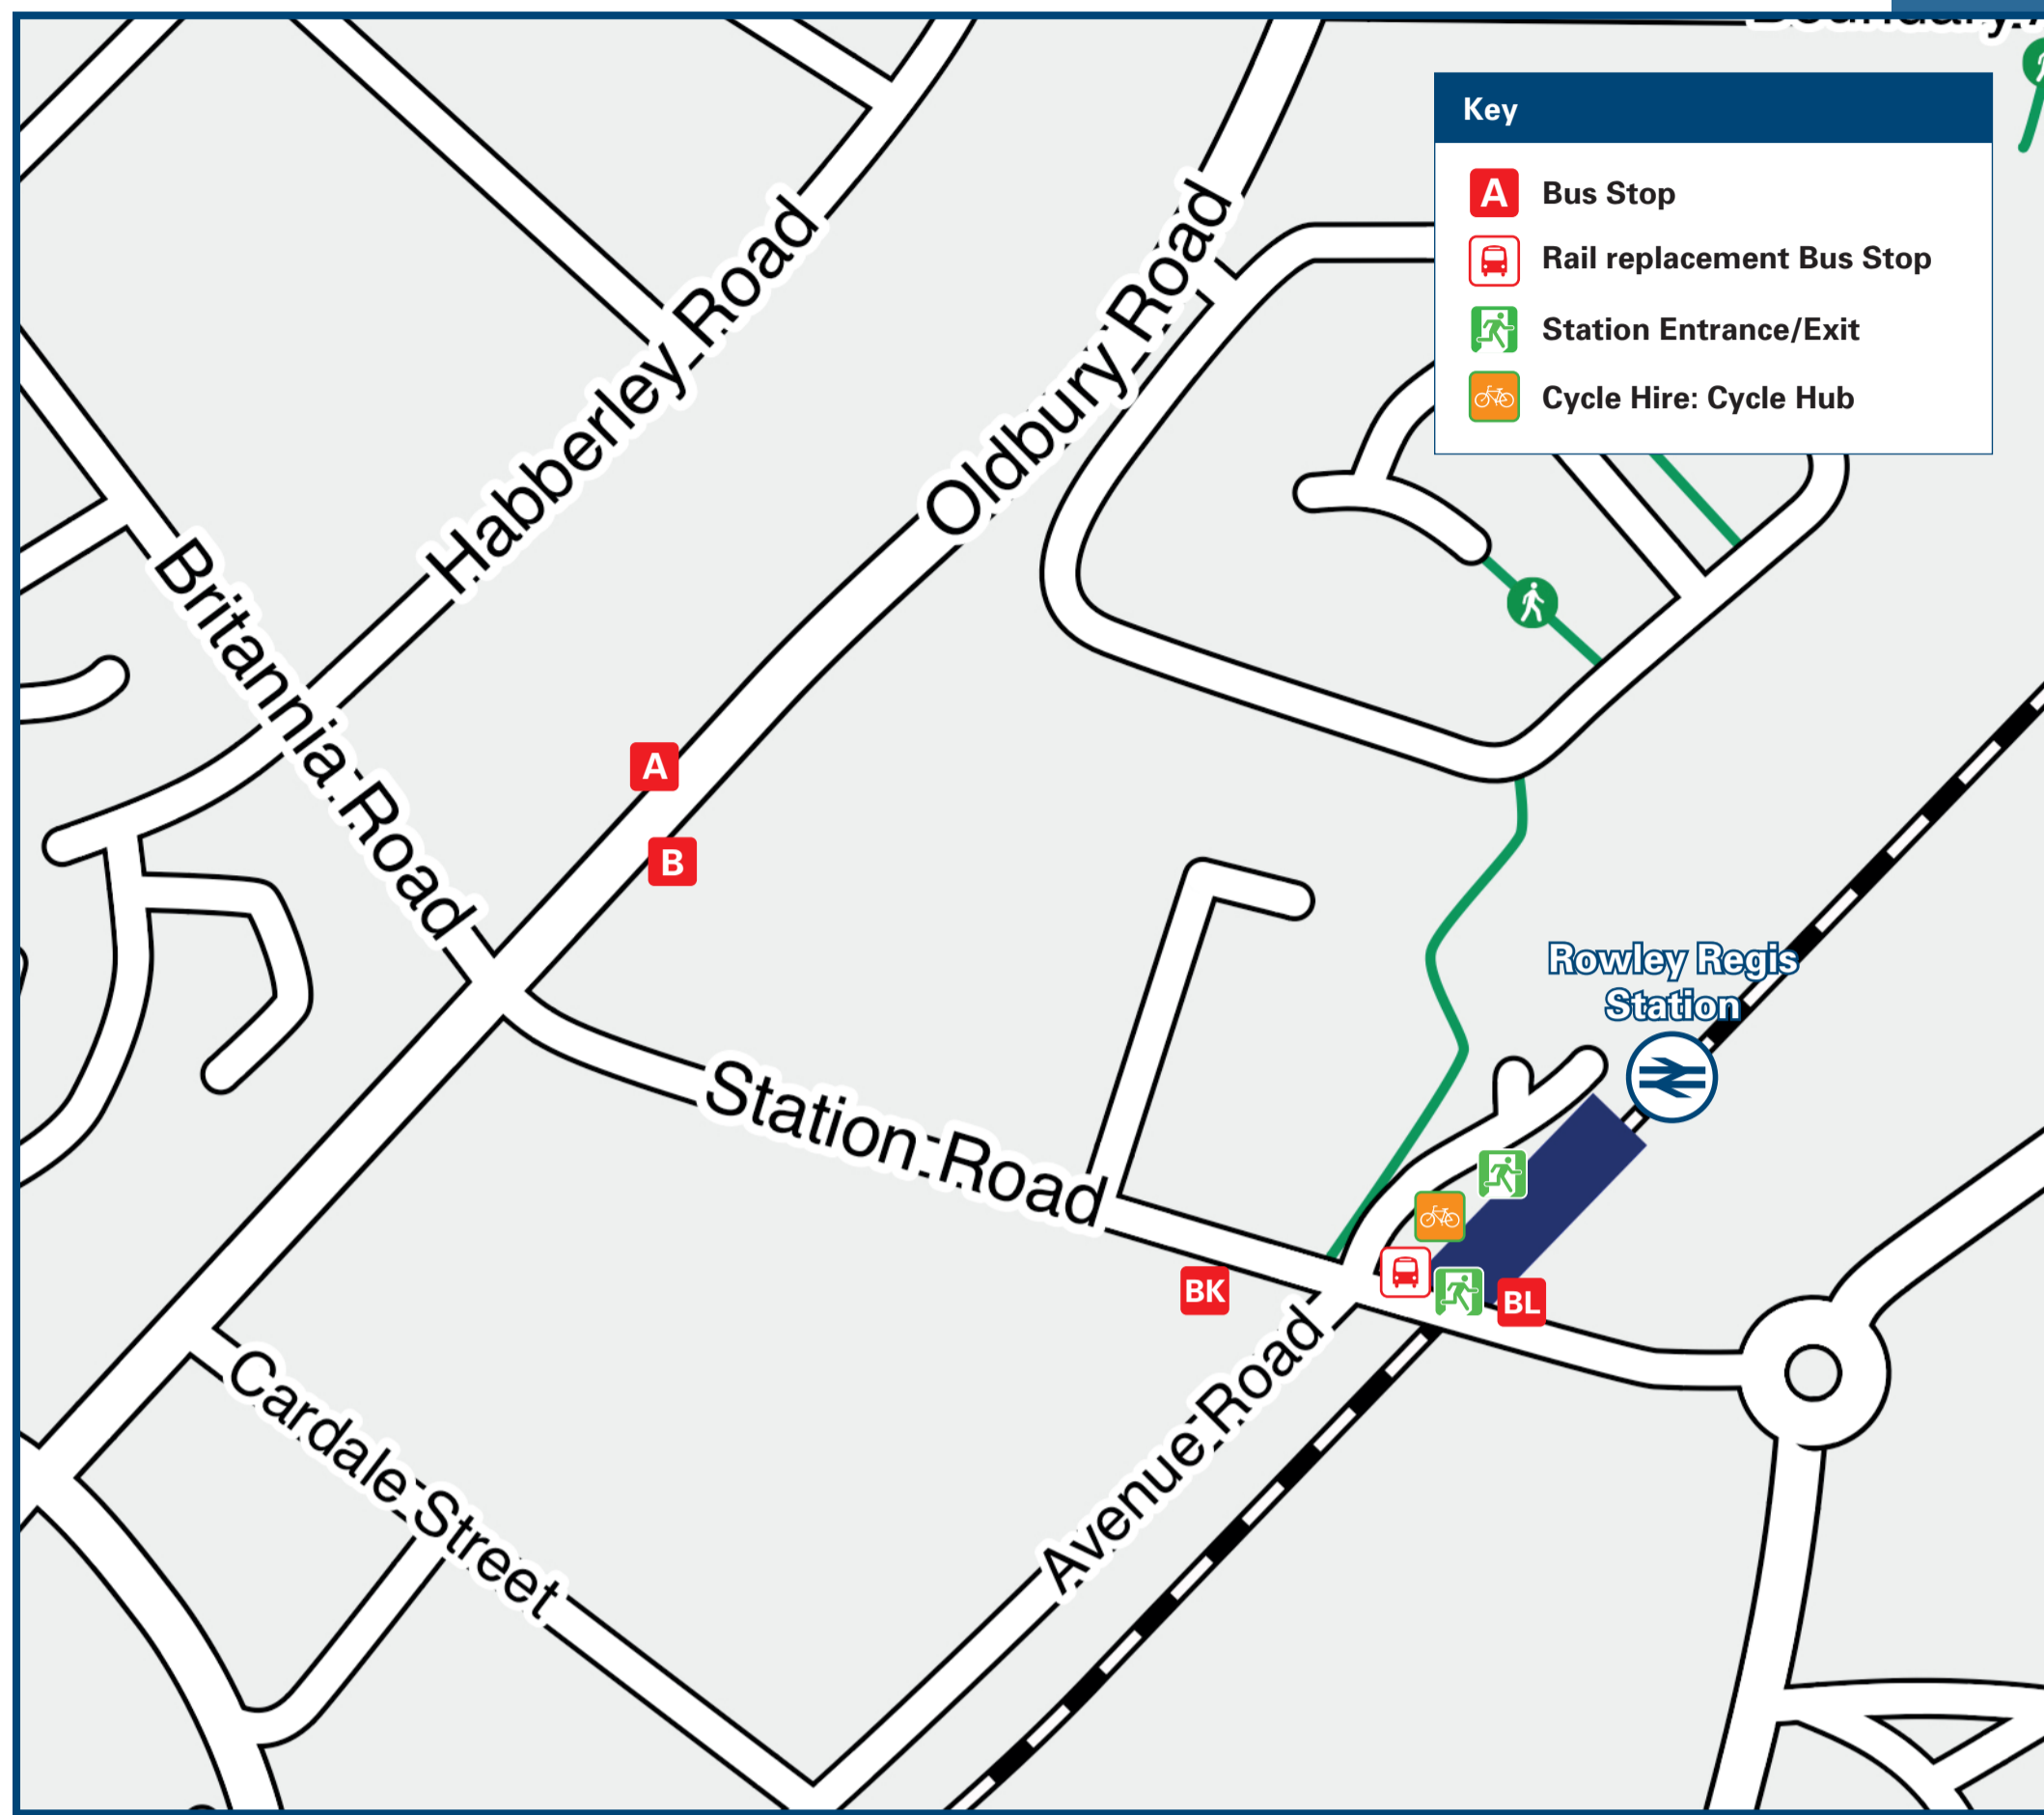 Key
A Bus Stop
Rail replacement Bus Stop
Station Entrance/Exit
Cycle Hire: Cycle Hub
Habberley Road
Oldbury Road
Britannia Road
A
B
Rowley Regis
Station
Station Road
BK
BL
Cardale Street
Avenue Road